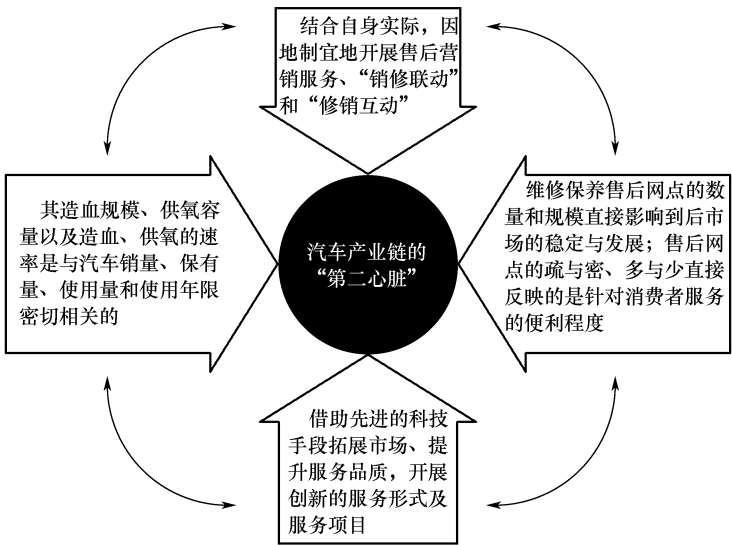 结合自身实际，因
地制宜地开展售后营
销服务、“销修联动”
和“修销互动”
其造血规模、供氧容
量以及造血、供氧的速
率是与汽车销量、保有
量、使用量和使用年限
密切相关的
汽车产业链的
“第二心脏”
维修保养售后网点的数
量和规模直接影响到后市
场的稳定与发展；售后网
点的疏与密、多与少直接
反映的是针对消费者服务
的便利程度
借助先进的科技
手段拓展市场、提
升服务品质，开展
创新的服务形式及
服务项目